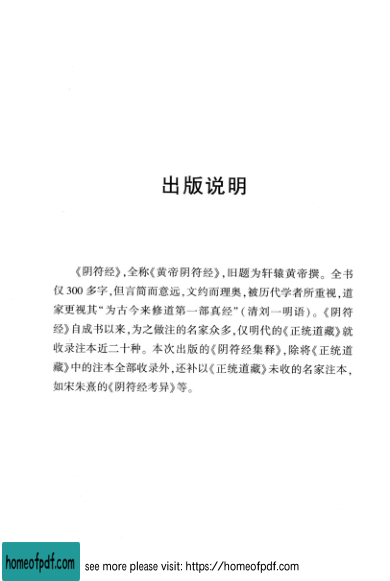 出版说明
《阴符经》,全称《黄帝阴符经》,旧题为轩辕黄帝撰。全书
仅300多字,但言简而意远,文约而理奥,被历代学者所重视,道
家更视其“为古今来修道第一部真经”(清刘一明语)。《阴符
经》自成书以来,为之做注的名家众多,仅明代的《正统道藏》就
收录注本近二十种。本次出版的《阴符经集释》,除将《正统道
藏》中的注本全部收录外,还补以《正统道藏》未收的名家注本,
如宋朱熹的《阴符经考异》等。
homeofpdf.com
see more please visit: https://homeofpdf.com